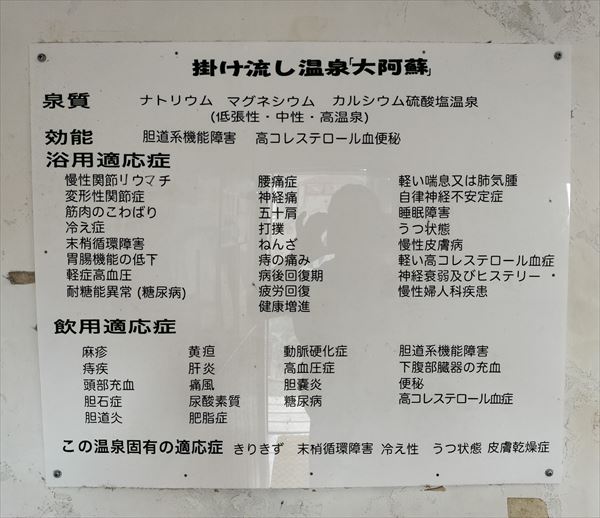 掛け流し温泉「大阿蘇」
泉質 ナトリウム マグネシウム カルシウム硫酸塩温泉
(低張性・中性・高温泉)
効能 胆道系機能障害 高コレステロール血便秘
浴用適応症
慢性関節リウマチ 腰痛症 軽い喘息又は肺気腫
変形性関節症 神経痛 自律神経不安定症
筋肉のこわばり 五十肩 睡眠障害
冷え症 打撲 うつ状態
末梢循環障害 ねんざ 慢性皮膚病
胃腸機能の低下 痔の痛み 軽い高コレステロール血症
軽症高血圧 病後回復期 神経衰弱及びヒステリー
耐糖能異常(糖尿病) 疲労回復 慢性婦人科疾患
健康増進
飲用適応症
麻疹 黄疸 動脈硬化症 胆道系機能障害
痔疾 肝炎 高血圧症 下腹部臓器の充血
頭部充血 痛風 胆嚢炎 便秘
胆石症 尿酸素質 糖尿病 高コレステロール血症
胆道炎 肥脂症
この温泉固有の適応症 きりきず 末梢循環障害 冷え性 うつ状態 皮膚乾燥症